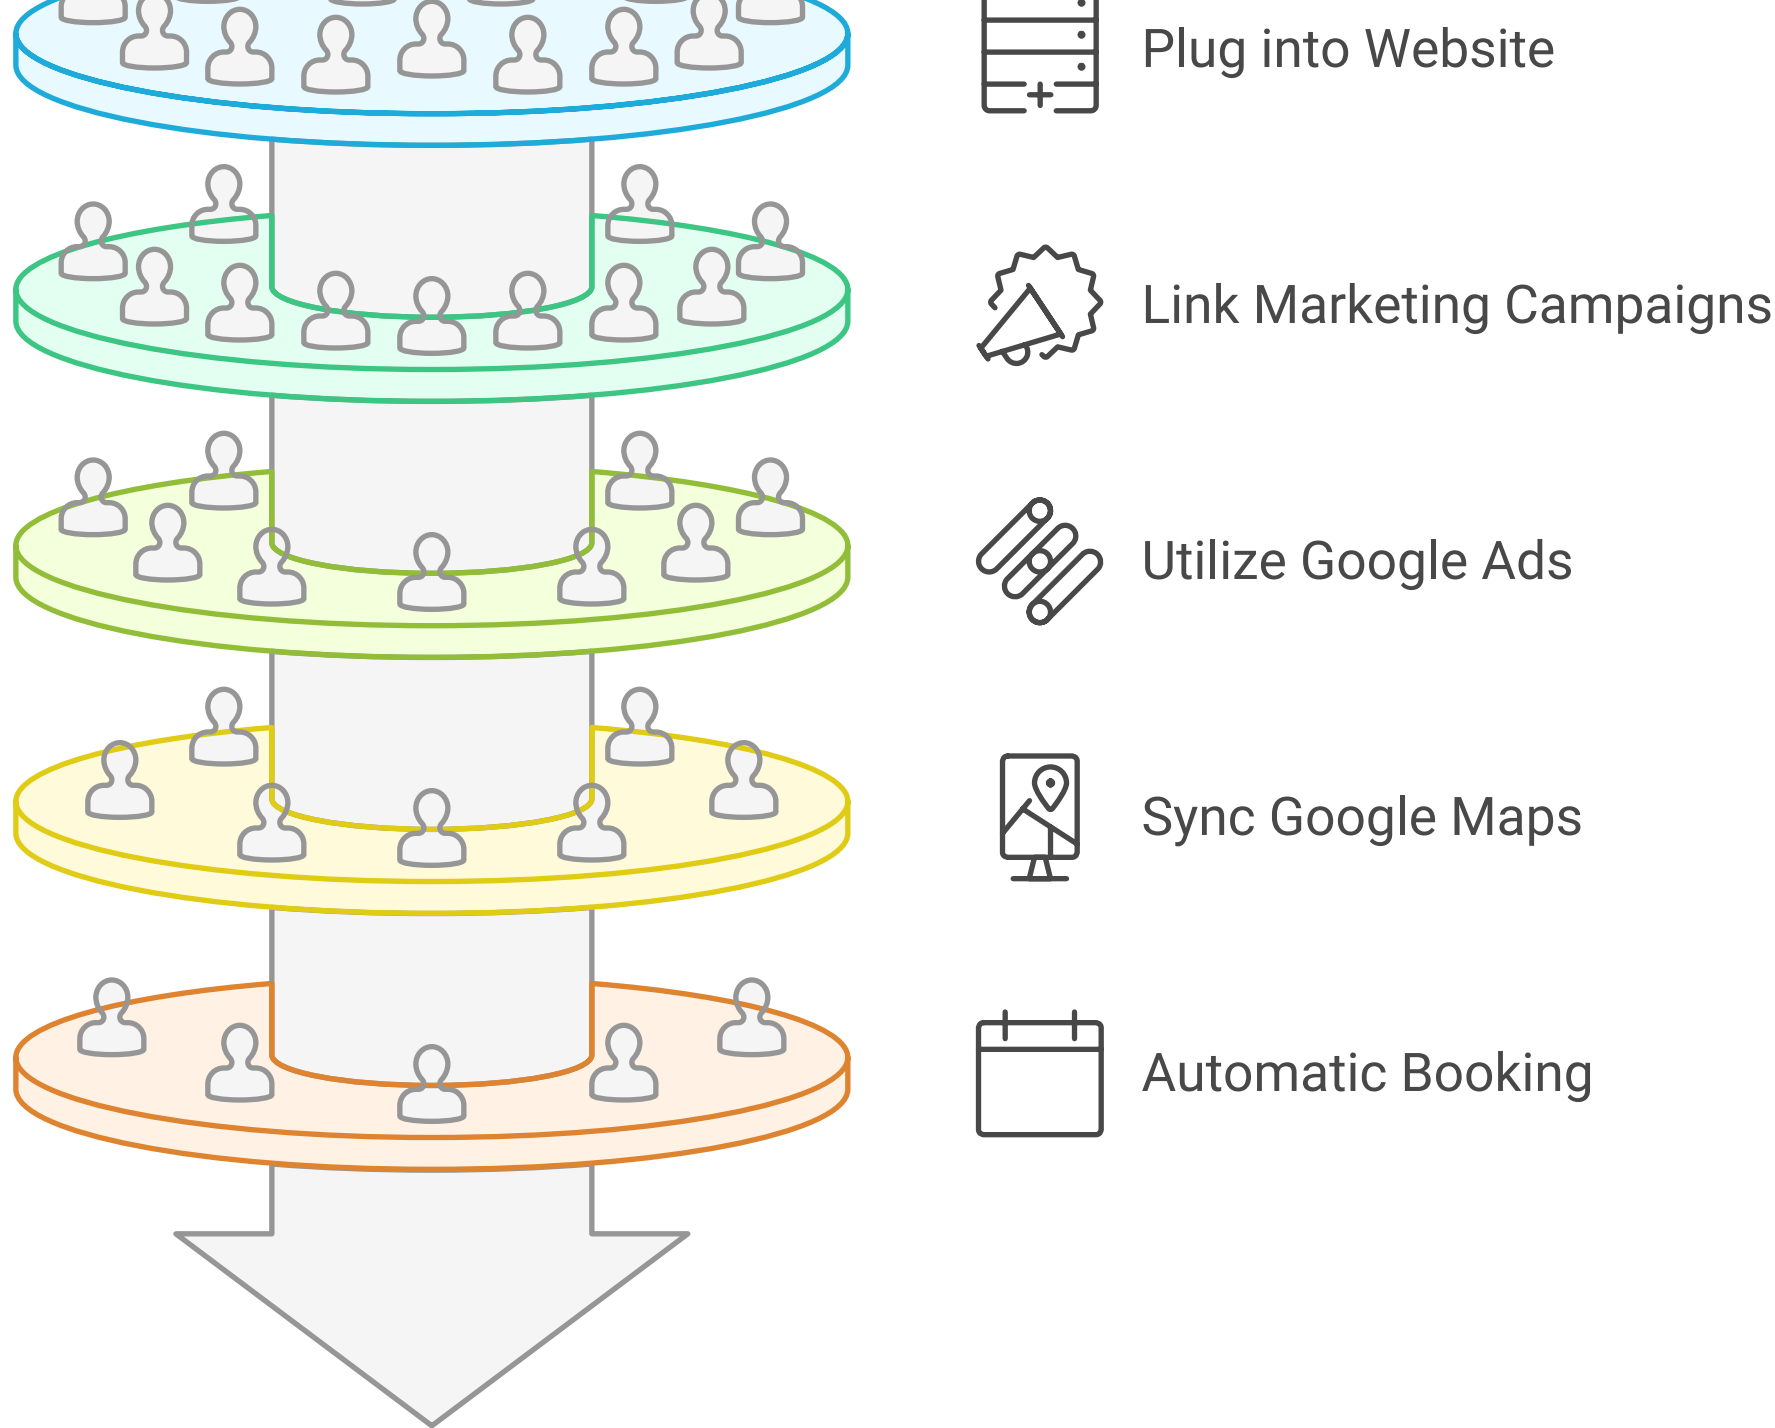 Plug into Website
Link Marketing Campaigns
Utilize Google Ads
Sync Google Maps
Automatic Booking